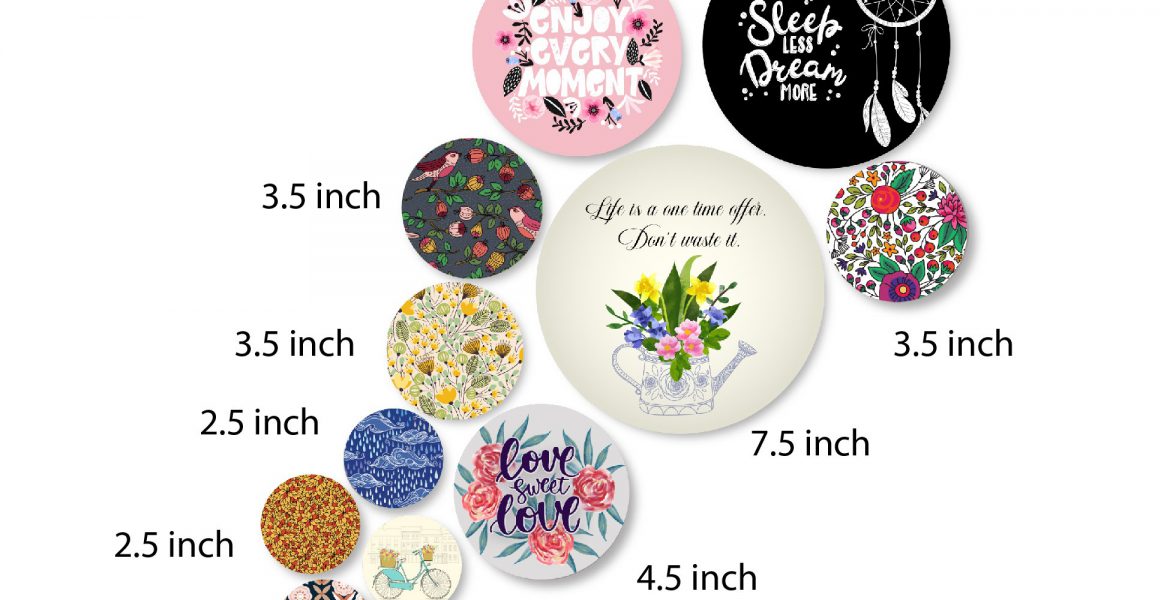 ENJOY
EVERY
MOMENT
Sleep
LESS
Dream
MORE
3.5 inch
Life is a one time offer.
Don't waste it.
3.5 inch
3.5 inch
2.5 inch
7.5 inch
love
sweet
love
2.5 inch
4.5 inch